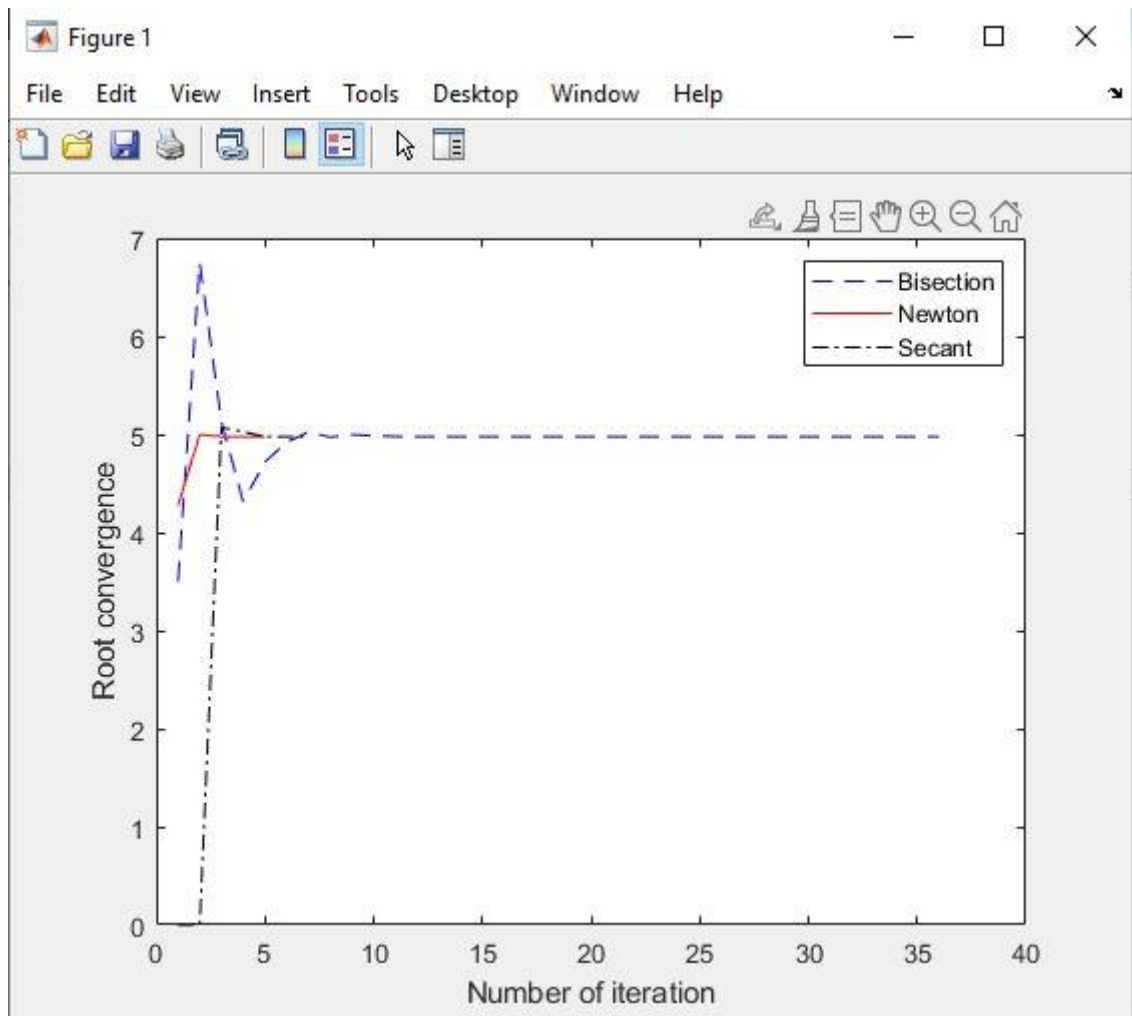 Figure 1
File Edit View Insert Tools Desktop Window Help
7
6
5
4
3
2
1
0
Root convergence
Bisection
Newton
Secant
0 5 10 15 20 25 30 35 40
Number of iteration